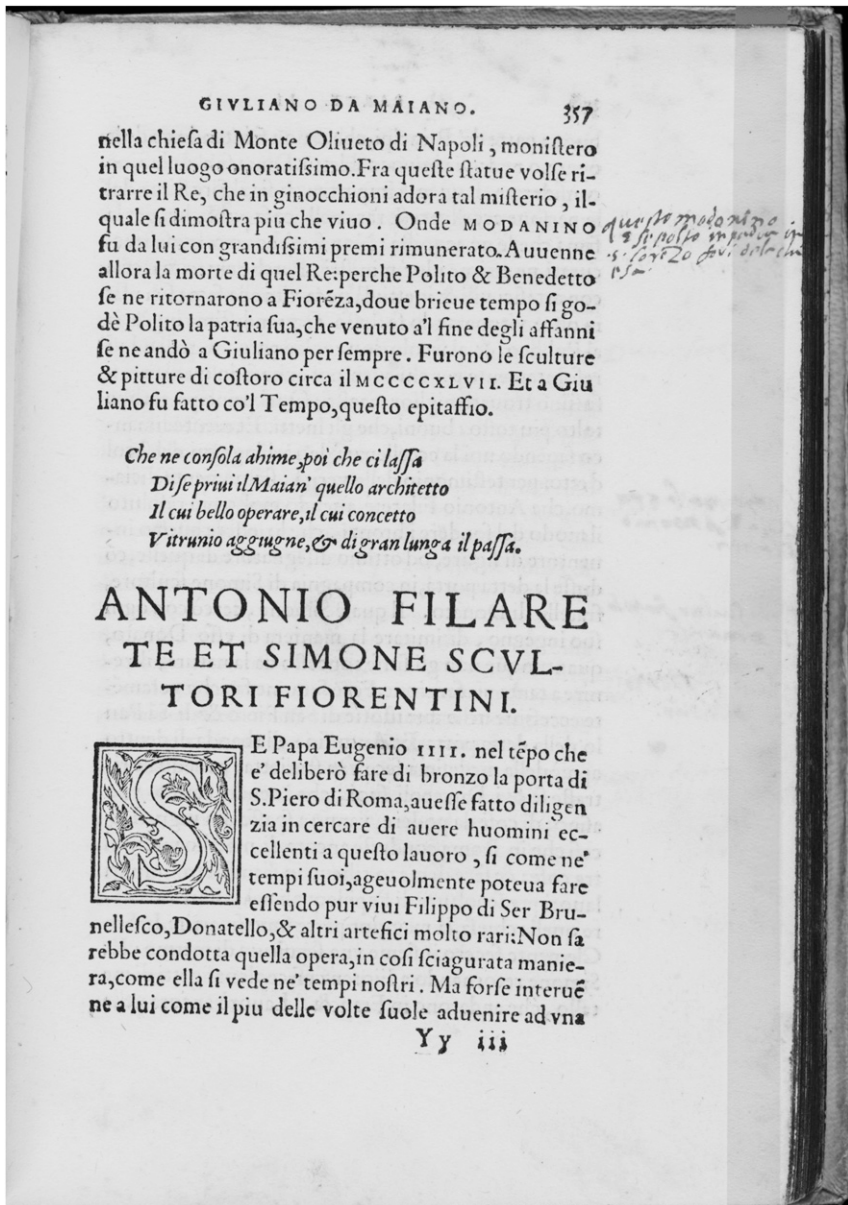 GIVLIANO DA MAIANO. 357
nella chieſa di Monte Oliueto di Napoli, moniſtero
in quel luogo onoratiſsimo. Fra queſte ſtatue volſe ri-
trarre il Re, che in ginocchioni adora tal miſterio, il-
quale ſi dimoſtra piu che viuo. Onde MODANINO
fu da lui con grandiſsimi premi rimunerato. Auuenne
allora la morte di quel Re: perche Polito & Benedetto
ſe ne ritornarono a Fiorēza, doue brieue tempo ſi go-
dè Polito la patria ſua, che venuto a'l fine degli affanni
ſe ne andò a Giuliano per ſempre. Furono le ſculture
& pitture di coſtoro circa il MCCCCXLVII. Et a Giu
liano fu fatto co'l Tempo, queſto epitaffio.
queſto modonino
ſi poſto in
s. lorēzo
Che ne conſola ahime, poi che ci laſſa
Di ſe priui il Maian' quello architetto
Il cui bello operare, il cui concetto
Vitruuio aggiugne, & di gran lunga il paſſa.
ANTONIO FILARE
TE ET SIMONE SCVL-
TORI FIORENTINI.
SE Papa Eugenio IIII. nel tēpo che
e' deliberò fare di bronzo la porta di
S. Piero di Roma, aueſſe fatto diligen
zia in cercare di auere huomini ec-
cellenti a queſto lauoro, ſi come ne'
tempi ſuoi, ageuolmente poteua fare
eſſendo pur viui Filippo di Ser Bru-
nelleſco, Donatello, & altri artefici molto rari: Non ſa
rebbe condotta quella opera, in coſi ſciagurata manie-
ra, come ella ſi vede ne' tempi noſtri. Ma forſe interuē
ne a lui come il piu delle volte ſuole aduenire ad vna
Yy iii